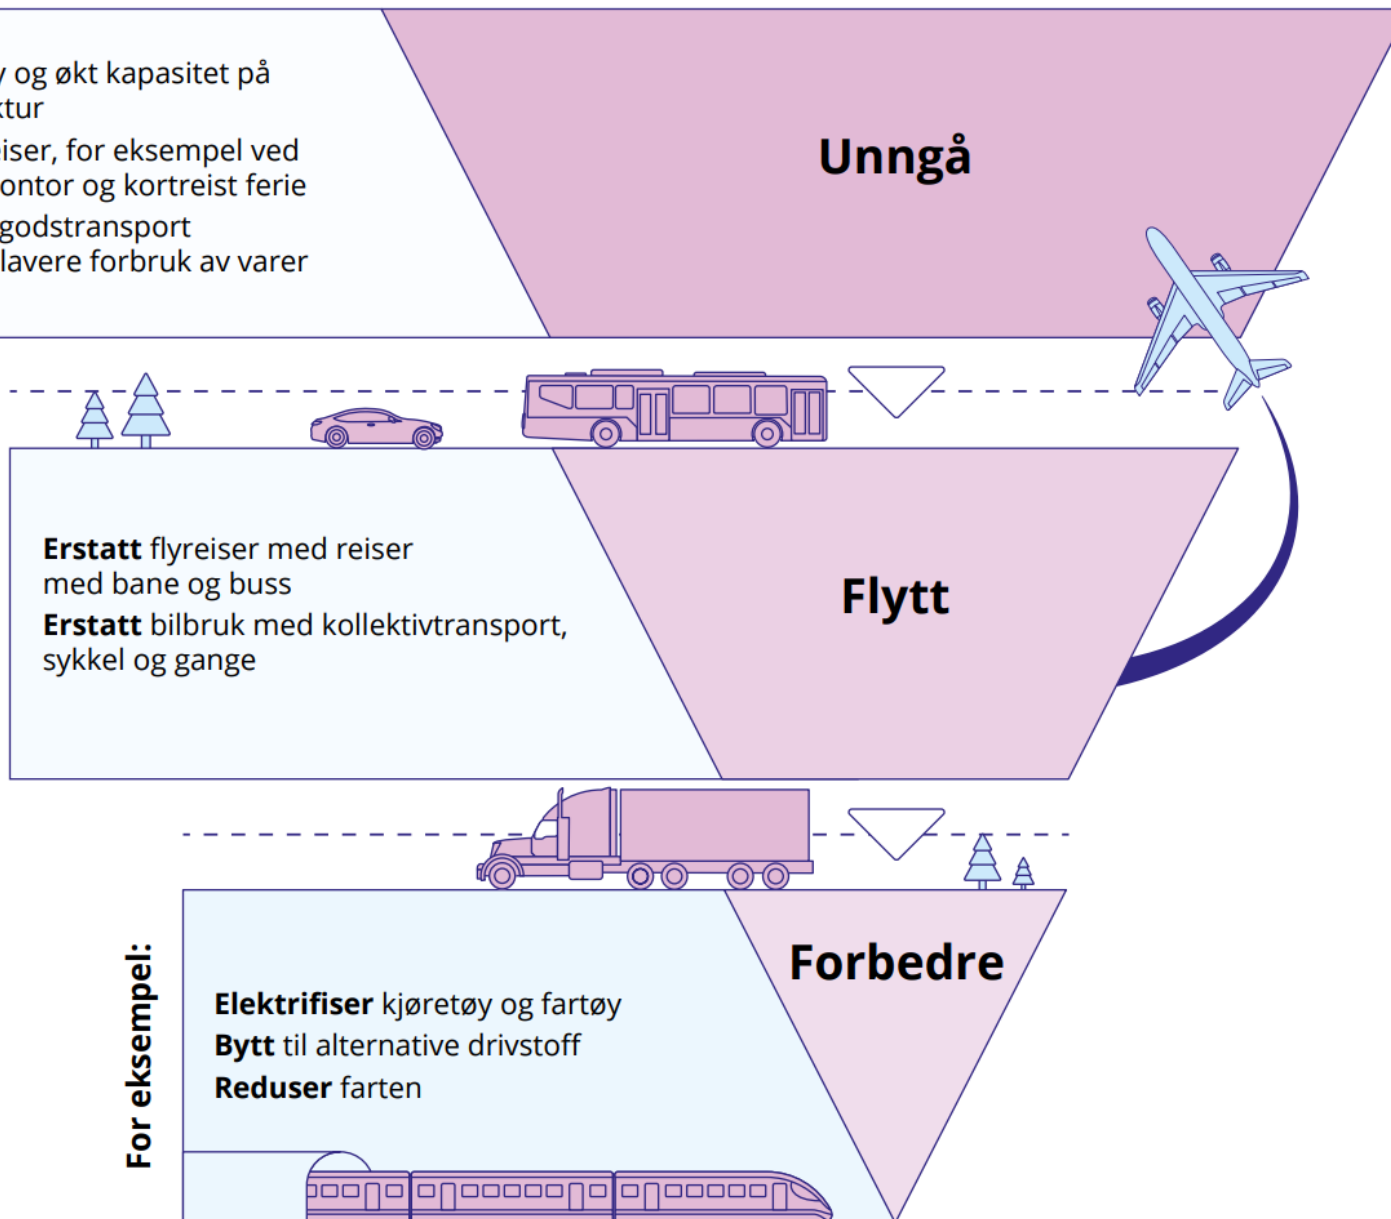 og økt kapasitet på
eiser, for eksempel ved
ontor og kortreist ferie
godstransport
lavere forbruk av varer
Unngå
Erstatt flyreiser med reiser
med bane og buss
Erstatt bilbruk med kollektivtransport,
sykkel og gange
Flytt
Forbedre
For eksempel:
Elektrifiser kjøretøy og fartøy
Bytt til alternative drivstoff
Reduser farten